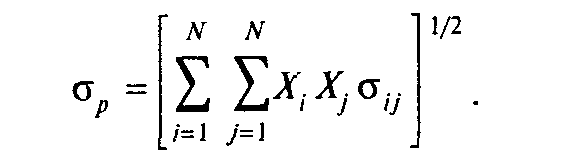 σ_p = [ ∑_{i=1}^{N} ∑_{j=1}^{N} X_i X_j σ_{ij} ]^{1/2} .